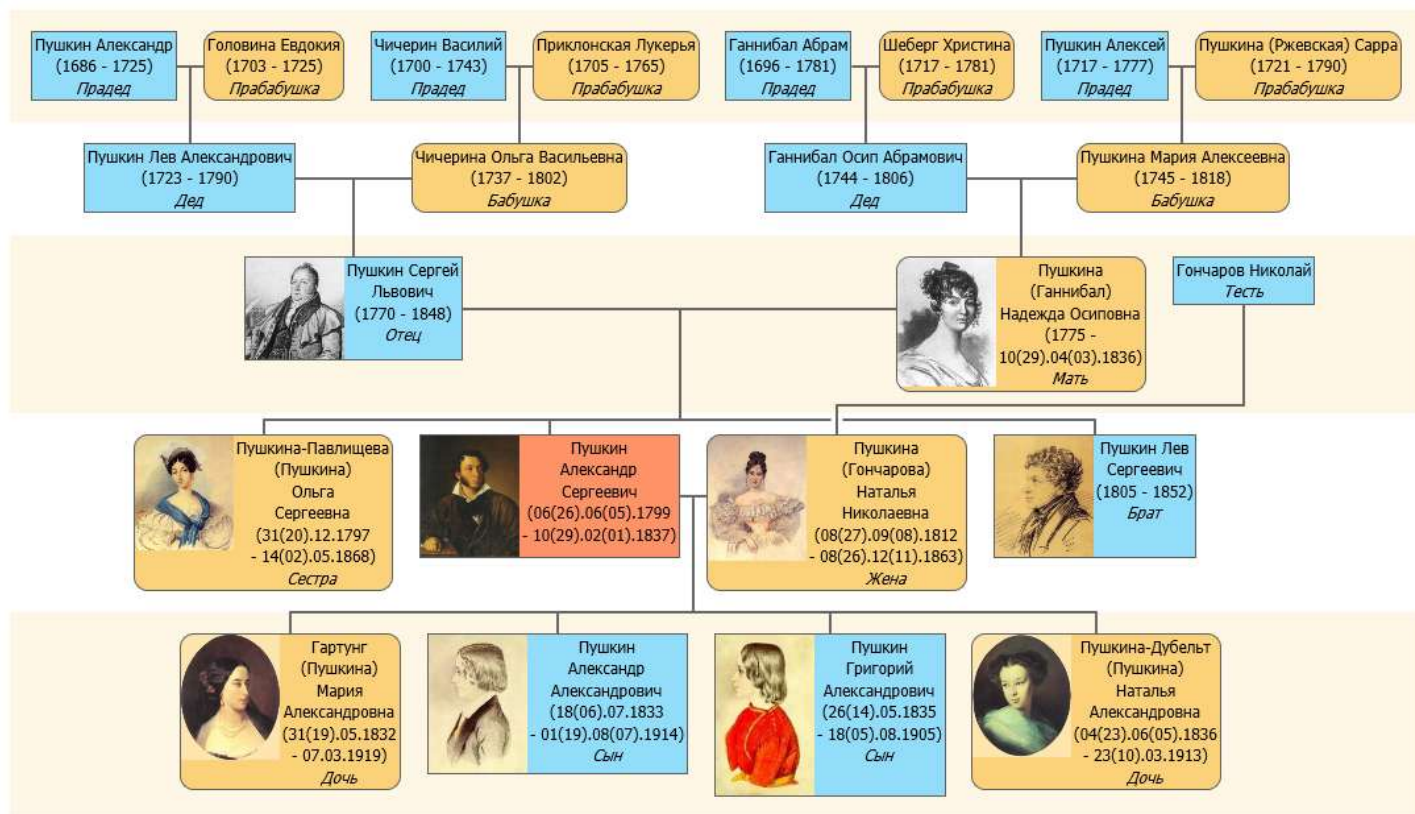 Пушкин Александр
(1686 - 1725)
Прадед
Головина Евдокия
(1703 - 1725)
Прабабушка
Чичерин Василий
(1700 - 1743)
Прадед
Приклонская Лукерья
(1705 - 1765)
Прабабушка
Ганнибал Абрам
(1696 - 1781)
Прадед
Шеберг Христина
(1717 - 1781)
Прабабушка
Пушкин Алексей
(1717 - 1777)
Прадед
Пушкина (Ржевская) Сарра
(1721 - 1790)
Прабабушка
Пушкин Лев Александрович
(1723 - 1790)
Дед
Чичерина Ольга Васильевна
(1737 - 1802)
Бабушка
Ганнибал Осип Абрамович
(1744 - 1806)
Дед
Пушкина Мария Алексеевна
(1745 - 1818)
Бабушка
Пушкин Сергей
Львович
(1770 - 1848)
Отец
Пушкина
(Ганнибал)
Надежда Осиповна
(1775 -
10(29).04(03).1836)
Мать
Гончаров Николай
Тесть
Пушкина-Павлищева
(Пушкина)
Ольга
Сергеевна
(31(20).12.1797
- 14(02).05.1868)
Сестра
Пушкин
Александр
Сергеевич
(06(26).06(05).1799
- 10(29).02(01).1837)
Пушкина
(Гончарова)
Наталья
Николаевна
(08(27).09(08).1812
- 08(26).12(11).1863)
Жена
Пушкин Лев
Сергеевич
(1805 - 1852)
Брат
Гартунг
(Пушкина)
Мария
Александровна
(31(19).05.1832
- 07.03.1919)
Дочь
Пушкин
Александр
Александрович
(18(06).07.1833
- 01(19).08(07).1914)
Сын
Пушкин
Григорий
Александрович
(26(14).05.1835
- 18(05).08.1905)
Сын
Пушкина-Дубельт
(Пушкина)
Наталья
Александровна
(04(23).06(05).1836
- 23(10).03.1913)
Дочь